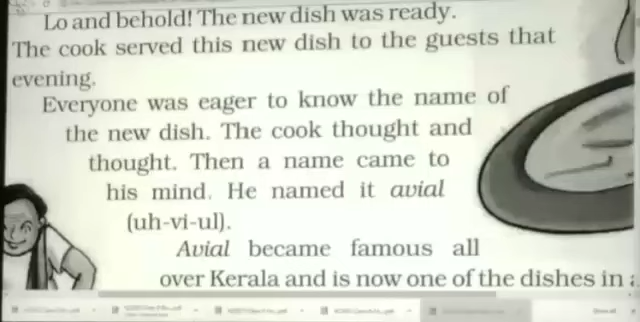 Lo and behold! The new dish was ready.
The cook served this new dish to the guests that
evening.
Everyone was eager to know the name of
the new dish. The cook thought and
thought. Then a name came to
his mind. He named it avial
(uh-vi-ul).
Avial became famous all
over Kerala and is now one of the dishes in